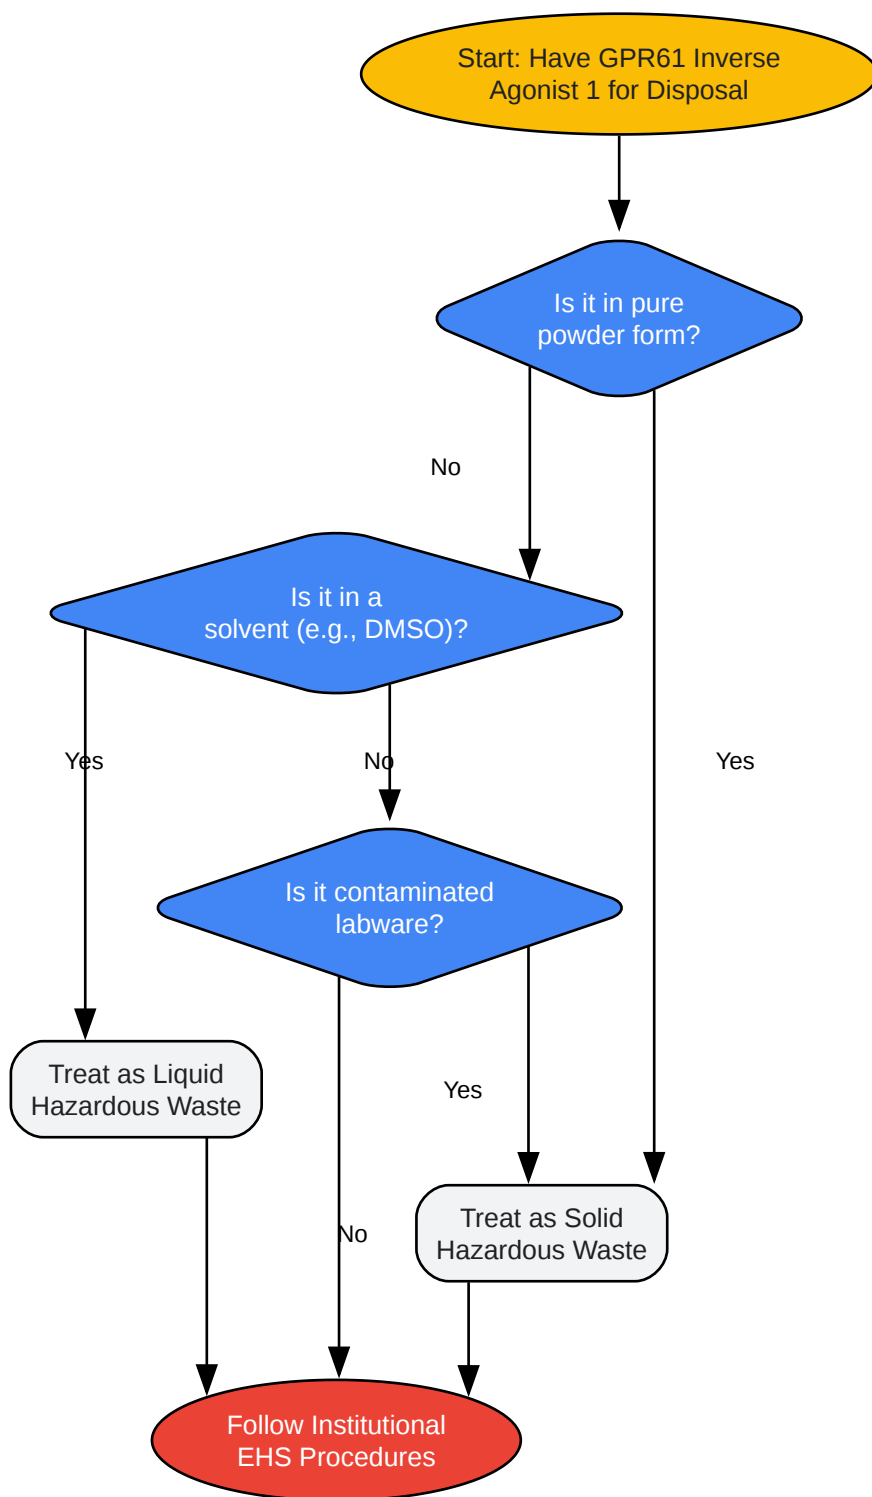 Start: Have GPR61 Inverse
Agonist 1 for Disposal
Is it in pure
powder form?
No
Is it in a
solvent (e.g., DMSO)?
Yes
No
Yes
Is it contaminated
labware?
Treat as Liquid
Hazardous Waste
Yes
No
Treat as Solid
Hazardous Waste
Follow Institutional
EHS Procedures